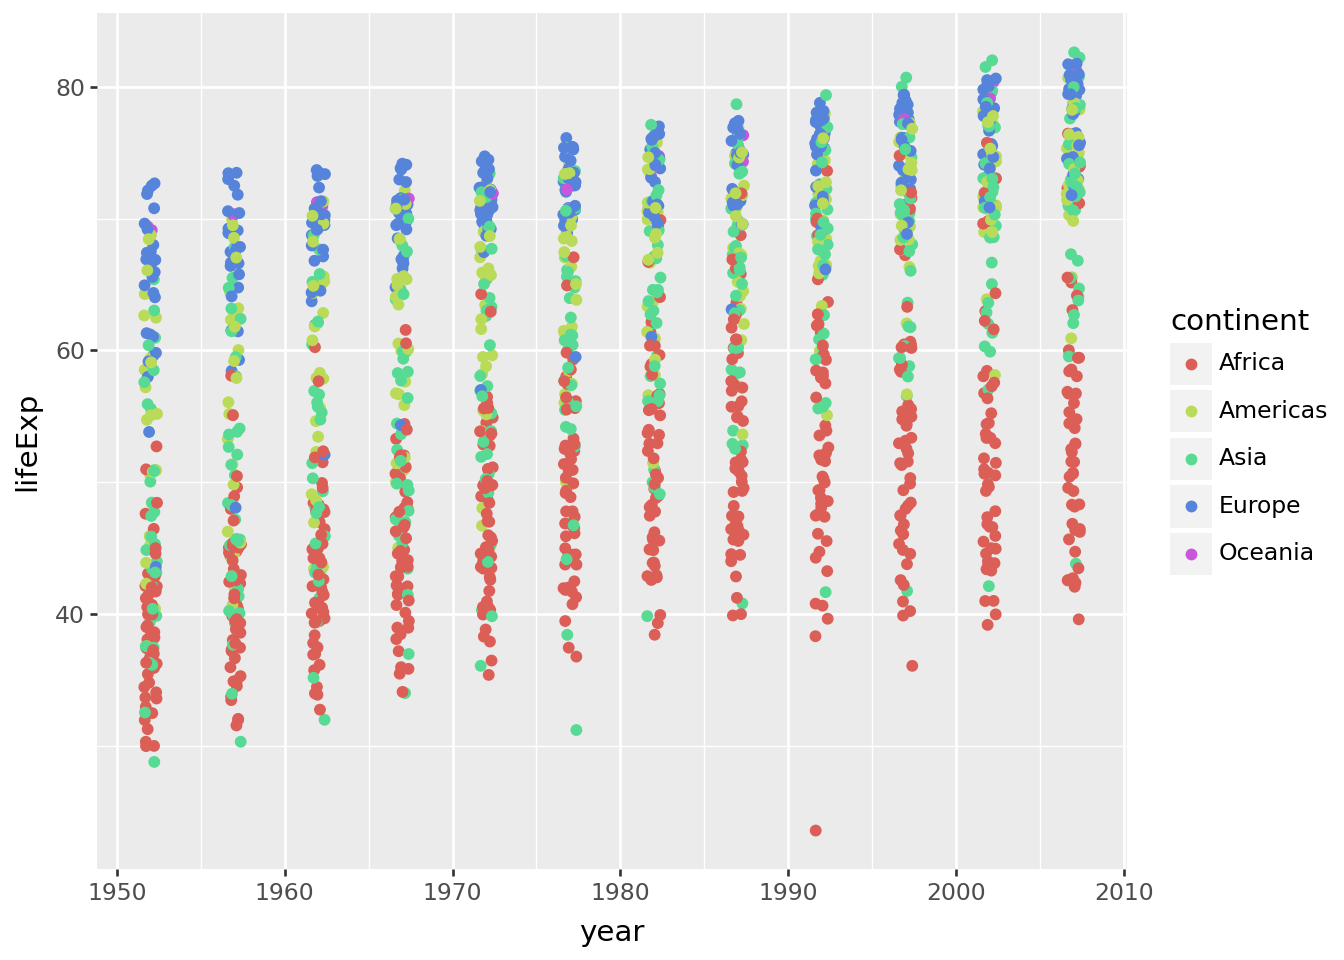 80
60
40
lifeExp
1950 1960 1970 1980 1990 2000 2010
year
continent
Africa
Americas
Asia
Europe
Oceania